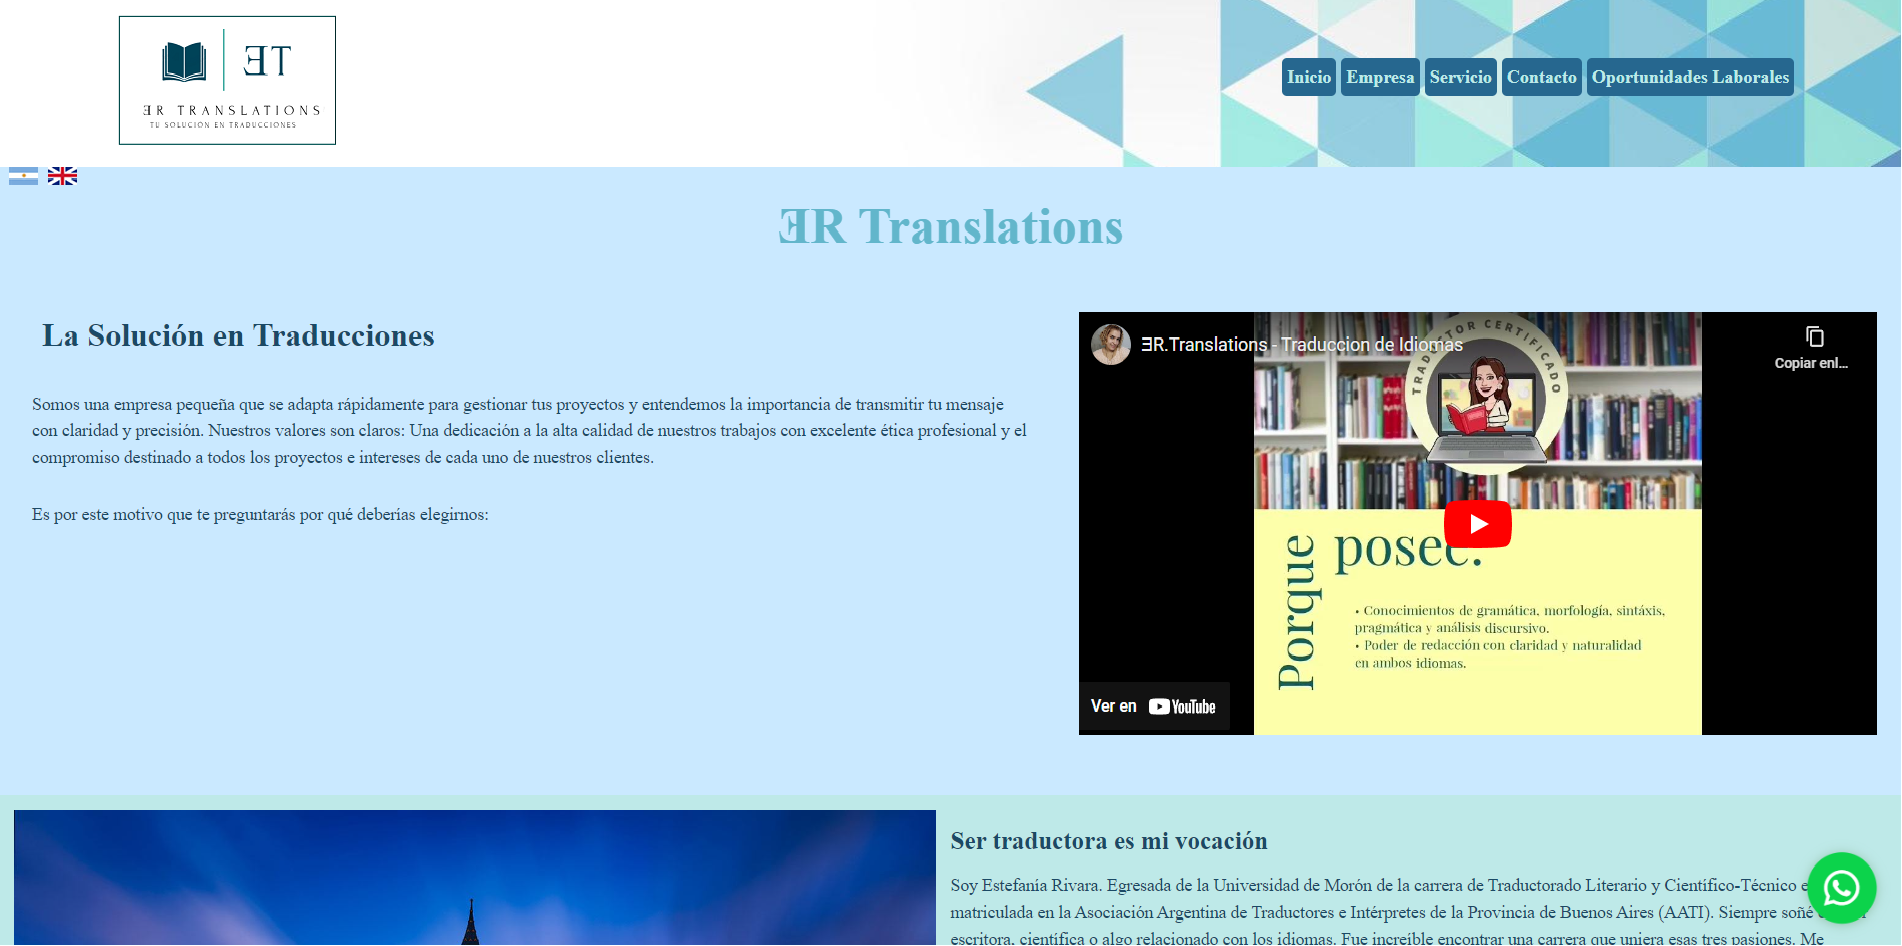 ƎT
ƎR TRANSLATIONS
TU SOLUCIÓN EN TRADUCCIONES
Inicio Empresa Servicio Contacto Oportunidades Laborales
ƎR Translations
La Solución en Traducciones
Somos una empresa pequeña que se adapta rápidamente para gestionar tus proyectos y entendemos la importancia de transmitir tu mensaje
con claridad y precisión. Nuestros valores son claros: Una dedicación a la alta calidad de nuestros trabajos con excelente ética profesional y el
compromiso destinado a todos los proyectos e intereses de cada uno de nuestros clientes.
Es por este motivo que te preguntarás por qué deberías elegirnos:
ƎR.Translations - Traduccion de Idiomas
Copiar enl...
TRADUCTOR CERTIFICADO
Porque
posee:
• Conocimientos de gramática, morfología, sintáxis,
pragmática y análisis discursivo.
• Poder de redacción con claridad y naturalidad
en ambos idiomas.
Ver en YouTube
Ser traductora es mi vocación
Soy Estefanía Rivara. Egresada de la Universidad de Morón de la carrera de Traductorado Literario y Científico-Técnico
matriculada en la Asociación Argentina de Traductores e Intérpretes de la Provincia de Buenos Aires (AATI). Siempre soñé
escritora, científica o algo relacionado con los idiomas. Fue increíble encontrar una carrera que uniera esas tres pasiones. Me